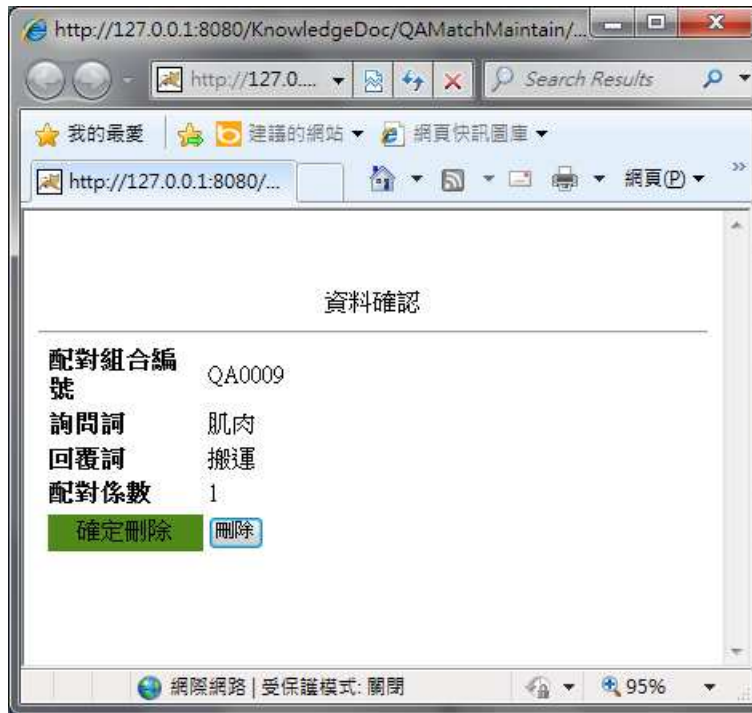 http://127.0.0.1:8080/KnowledgeDoc/QAMatchMaintain/...
http://127.0.... Search Results
我的最愛 建議的網站 網頁快訊圖庫
http://127.0.0.1:8080/... 網頁(P) »
資料確認
配對組合編號 QA0009
詢問詞 肌肉
回覆詞 搬運
配對係數 1
確定刪除 刪除
網際網路 | 受保護模式: 關閉 95%